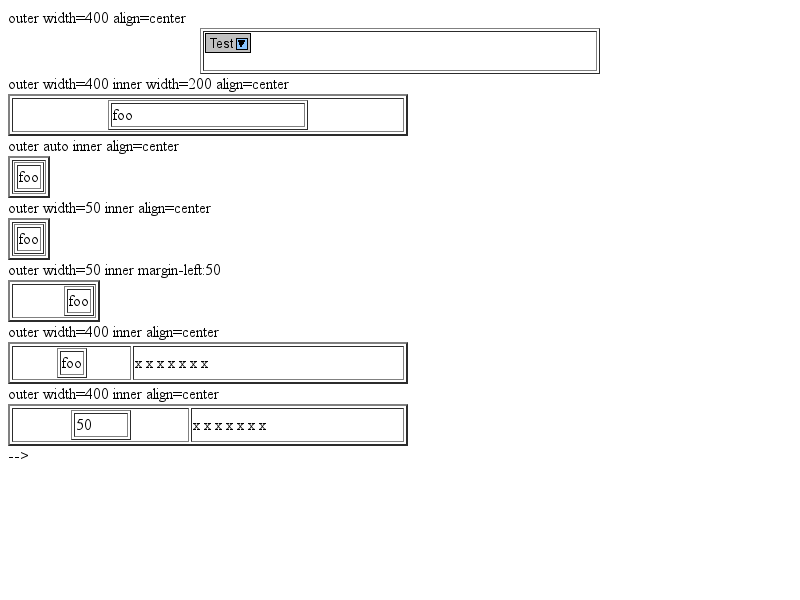 outer width=400 align=center
Test
outer width=400 inner width=200 align=center
foo
outer auto inner align=center
foo
outer width=50 inner align=center
foo
outer width=50 inner margin-left:50
foo
outer width=400 inner align=center
foo x x x x x x x
outer width=400 inner align=center
50 x x x x x x x
-->